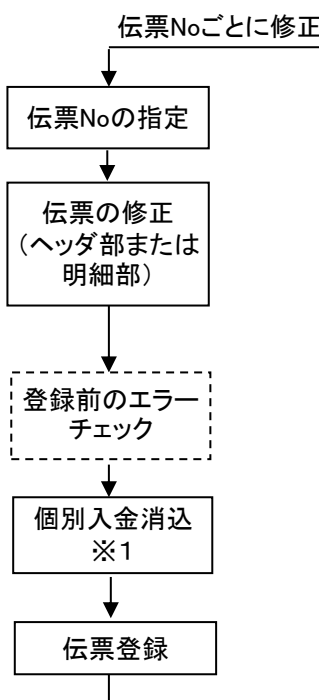 伝票Noごとに修正
伝票Noの指定
伝票の修正
（ヘッダ部または
明細部）
登録前のエラー
チェック
個別入金消込
※1
伝票登録